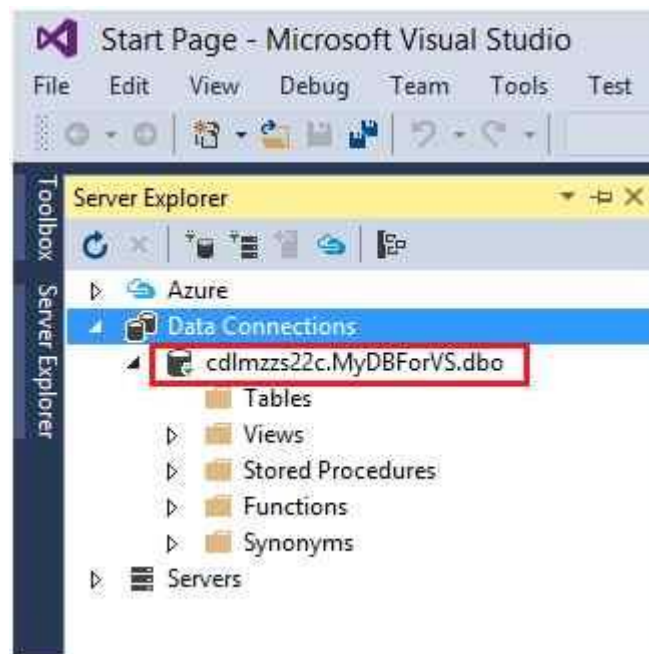 Start Page - Microsoft Visual Studio
File Edit View Debug Team Tools Test
Toolbox
Server Explorer
Server Explorer
Azure
Data Connections
cdlmzzs22c.MyDBForVS.dbo
Tables
Views
Stored Procedures
Functions
Synonyms
Servers